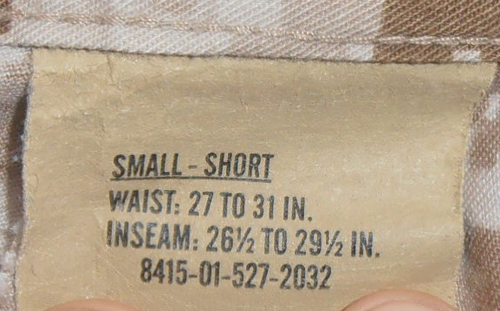 SMALL - SHORT
WAIST: 27 TO 31 IN.
INSEAM: 26½ TO 29½ IN.
8415-01-527-2032